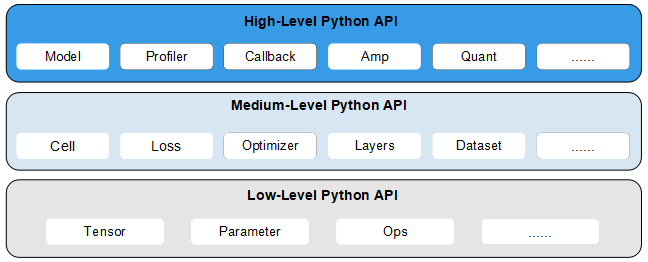 High-Level Python API
Model Profiler Callback Amp Quant ......
Medium-Level Python API
Cell Loss Optimizer Layers Dataset ......
Low-Level Python API
Tensor Parameter Ops ......